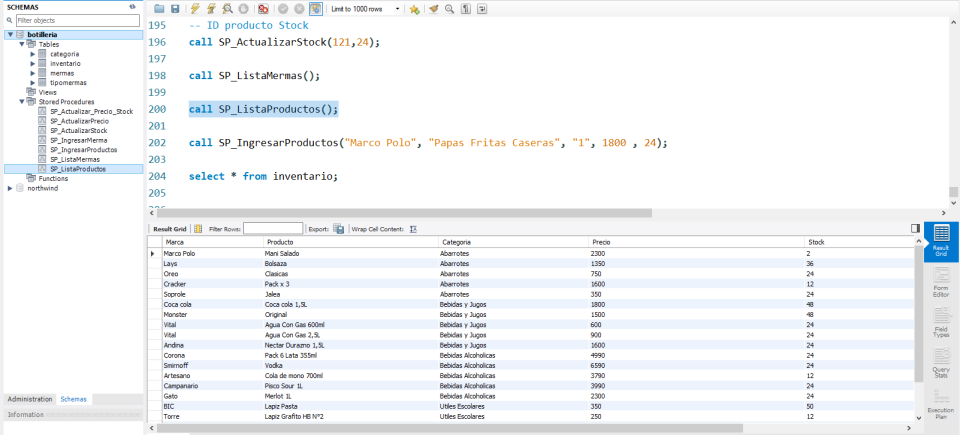 SCHEMAS
Filter objects
botilleria
Tables
categoria
inventario
mermas
tipomermas
Views
Stored Procedures
SP_Actualizar_Precio_Stock
SP_ActualizarPrecio
SP_ActualizarStock
SP_IngresarMerma
SP_IngresarProductos
SP_ListaMermas
SP_ListaProductos
Functions
northwind
Administration Schemas
Information
Limit to 1000 rows
195 -- ID producto Stock
196 call SP_ActualizarStock(121,24);
197
198 call SP_ListaMermas();
199
200 call SP_ListaProductos();
201
202 call SP_IngresarProductos("Marco Polo", "Papas Fritas Caseras", "1", 1800 , 24);
203
204 select * from inventario;
205
206
Result Grid Filter Rows: Export: Wrap Cell Content:
Marca Producto Categoria Precio Stock
Marco Polo Mani Salado Abarrotes 2300 2
Lays Bolsaza Abarrotes 1350 36
Oreo Clasicas Abarrotes 750 24
Cracker Pack x 3 Abarrotes 1600 12
Soprole Jalea Abarrotes 350 24
Coca cola Coca cola 1,5L Bebidas y Jugos 1800 48
Monster Original Bebidas y Jugos 1500 48
Vital Agua Con Gas 600ml Bebidas y Jugos 600 24
Vital Agua Con Gas 2,5L Bebidas y Jugos 900 24
Andina Nectar Durazno 1,5L Bebidas y Jugos 1600 24
Corona Pack 6 Lata 355ml Bebidas Alcoholicas 4990 24
Smirnoff Vodka Bebidas Alcoholicas 6590 24
Artesano Cola de mono 700ml Bebidas Alcoholicas 3790 12
Campanario Pisco Sour 1L Bebidas Alcoholicas 3990 24
Gato Merlot 1L Bebidas Alcoholicas 2300 24
BIC Lapiz Pasta Utiles Escolares 350 50
Torre Lapiz Grafito HB N°2 Utiles Escolares 250 12
Result
Grid
Form
Editor
Field
Types
Query
Stats
Execution
Plan